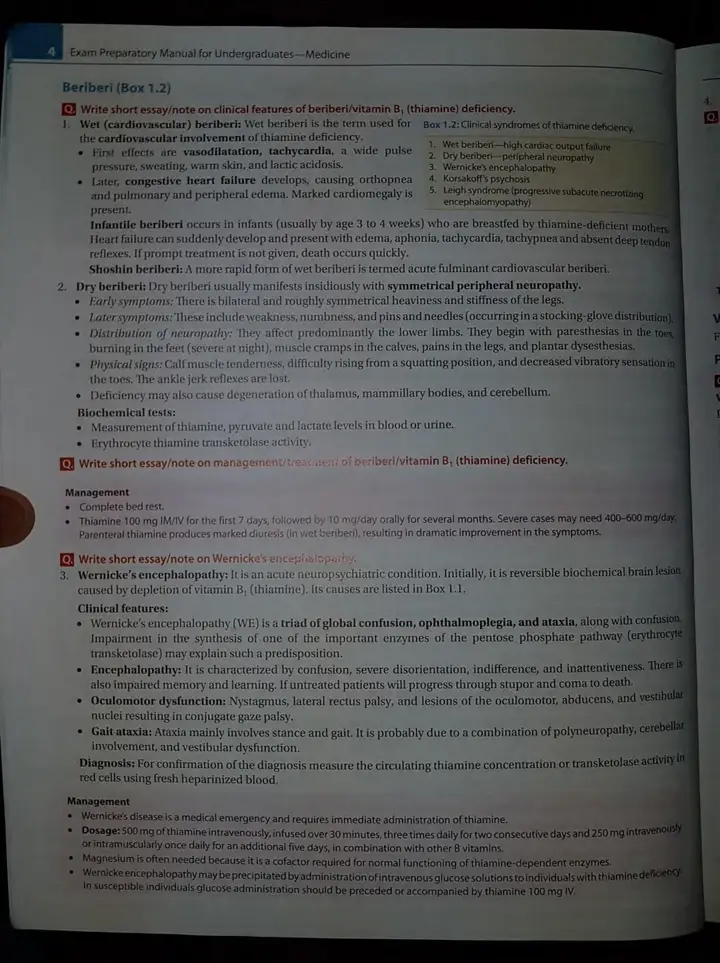 4 Exam Preparatory Manual for Undergraduates—Medicine
Beriberi (Box 1.2)
Q. Write short essay/note on clinical features of beriberi/vitamin B₁ (thiamine) deficiency.
1. Wet (cardiovascular) beriberi: Wet beriberi is the term used for
the cardiovascular involvement of thiamine deficiency.
• First effects are vasodilatation, tachycardia, a wide pulse
pressure, sweating, warm skin, and lactic acidosis.
• Later, congestive heart failure develops, causing orthopnea
and pulmonary and peripheral edema. Marked cardiomegaly is
present.
Box 1.2: Clinical syndromes of thiamine deficiency.
1. Wet beriberi—high cardiac output failure
2. Dry beriberi—peripheral neuropathy
3. Wernicke's encephalopathy
4. Korsakoff's psychosis
5. Leigh syndrome (progressive subacute necrotizing
encephalomyopathy)
Infantile beriberi occurs in infants (usually by age 3 to 4 weeks) who are breastfed by thiamine-deficient mothers.
Heart failure can suddenly develop and present with edema, aphonia, tachycardia, tachypnea and absent deep tendon
reflexes. If prompt treatment is not given, death occurs quickly.
Shoshin beriberi: A more rapid form of wet beriberi is termed acute fulminant cardiovascular beriberi.
2. Dry beriberi: Dry beriberi usually manifests insidiously with symmetrical peripheral neuropathy.
• Early symptoms: There is bilateral and roughly symmetrical heaviness and stiffness of the legs.
• Later symptoms: These include weakness, numbness, and pins and needles (occurring in a stocking-glove distribution).
• Distribution of neuropathy: They affect predominantly the lower limbs. They begin with paresthesias in the toes,
burning in the feet (severe at night), muscle cramps in the calves, pains in the legs, and plantar dysesthesias.
• Physical signs: Calf muscle tenderness, difficulty rising from a squatting position, and decreased vibratory sensation in
the toes. The ankle jerk reflexes are lost.
• Deficiency may also cause degeneration of thalamus, mammillary bodies, and cerebellum.
Biochemical tests:
• Measurement of thiamine, pyruvate and lactate levels in blood or urine.
• Erythrocyte thiamine transketolase activity.
Q. Write short essay/note on management/treatment of beriberi/vitamin B₁ (thiamine) deficiency.
Management
• Complete bed rest.
• Thiamine 100 mg IM/IV for the first 7 days, followed by 10 mg/day orally for several months. Severe cases may need 400–600 mg/day.
Parenteral thiamine produces marked diuresis (in wet beriberi), resulting in dramatic improvement in the symptoms.
Q. Write short essay/note on Wernicke's encephalopathy.
3. Wernicke's encephalopathy: It is an acute neuropsychiatric condition. Initially, it is reversible biochemical brain lesion
caused by depletion of vitamin B₁ (thiamine). Its causes are listed in Box 1.1.
Clinical features:
• Wernicke's encephalopathy (WE) is a triad of global confusion, ophthalmoplegia, and ataxia, along with confusion.
Impairment in the synthesis of one of the important enzymes of the pentose phosphate pathway (erythrocyte
transketolase) may explain such a predisposition.
• Encephalopathy: It is characterized by confusion, severe disorientation, indifference, and inattentiveness. There is
also impaired memory and learning. If untreated patients will progress through stupor and coma to death.
• Oculomotor dysfunction: Nystagmus, lateral rectus palsy, and lesions of the oculomotor, abducens, and vestibular
nuclei resulting in conjugate gaze palsy.
• Gait ataxia: Ataxia mainly involves stance and gait. It is probably due to a combination of polyneuropathy, cerebellar
involvement, and vestibular dysfunction.
Diagnosis: For confirmation of the diagnosis measure the circulating thiamine concentration or transketolase activity in
red cells using fresh heparinized blood.
Management
• Wernicke's disease is a medical emergency and requires immediate administration of thiamine.
• Dosage: 500 mg of thiamine intravenously, infused over 30 minutes, three times daily for two consecutive days and 250 mg intravenously
or intramuscularly once daily for an additional five days, in combination with other B vitamins.
• Magnesium is often needed because it is a cofactor required for normal functioning of thiamine-dependent enzymes.
• Wernicke encephalopathy may be precipitated by administration of intravenous glucose solutions to individuals with thiamine deficiency.
In susceptible individuals glucose administration should be preceded or accompanied by thiamine 100 mg IV.
4.
Q.